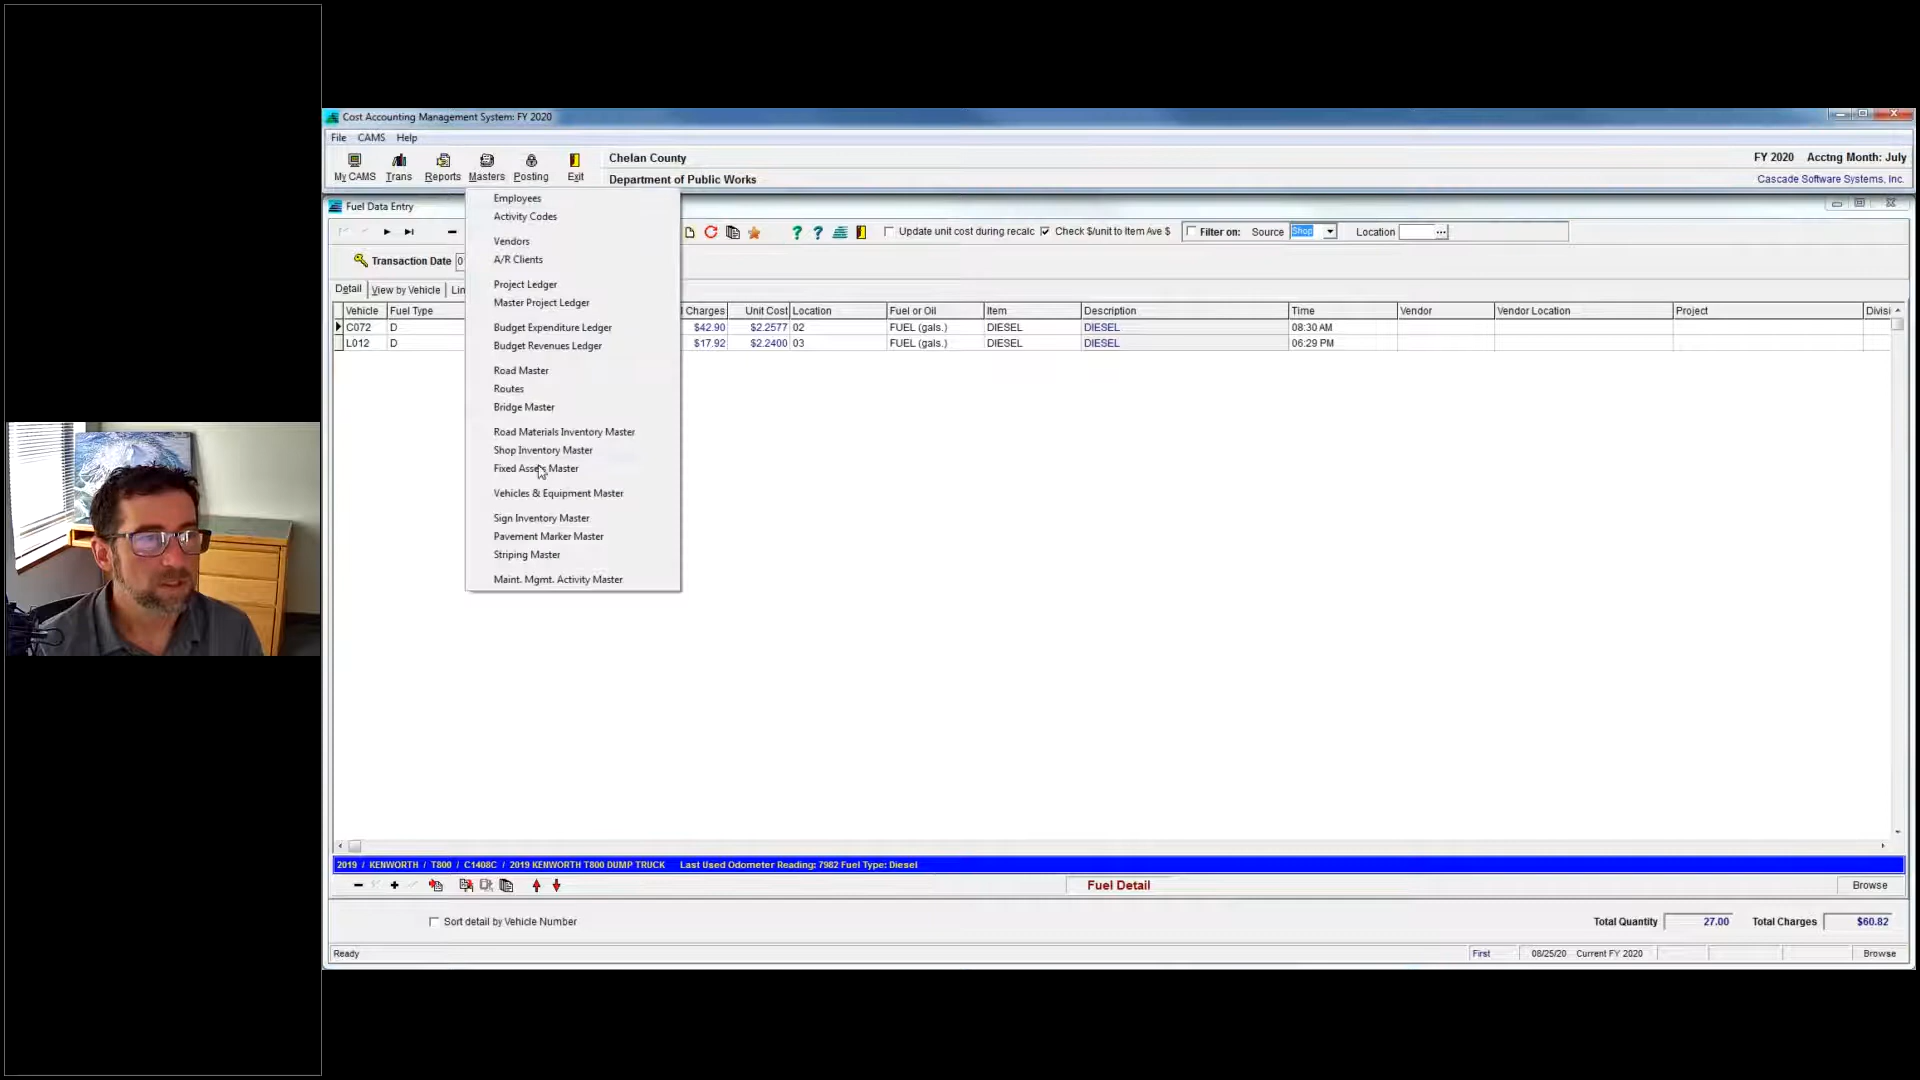 Cost Accounting Management System: FY 2020
File CAMS Help
My CAMS Trans Reports Masters Posting Exit
Chelan County
Department of Public Works
FY 2020 Acctng Month: July
Cascade Software Systems, Inc.
Fuel Data Entry
Update unit cost during recalc Check $/unit to Item Ave $ Filter on: Source Shop Location ...
Transaction Date 0
Detail View by Vehicle Lin
Vehicle Fuel Type l Charges Unit Cost Location Fuel or Oil Item Description Time Vendor Vendor Location Project Divisi
C072 D $42.90 $2.2577 02 FUEL (gals.) DIESEL DIESEL 08:30 AM
L012 D $17.92 $2.2400 03 FUEL (gals.) DIESEL DIESEL 06:29 PM
Employees
Activity Codes
Vendors
A/R Clients
Project Ledger
Master Project Ledger
Budget Expenditure Ledger
Budget Revenues Ledger
Road Master
Routes
Bridge Master
Road Materials Inventory Master
Shop Inventory Master
Fixed Assets Master
Vehicles & Equipment Master
Sign Inventory Master
Pavement Marker Master
Striping Master
Maint. Mgmt. Activity Master
2019 / KENWORTH / T800 / C1408C / 2019 KENWORTH T800 DUMP TRUCK Last Used Odometer Reading: 7982 Fuel Type: Diesel
Fuel Detail Browse
Sort detail by Vehicle Number Total Quantity 27.00 Total Charges $60.82
Ready First 08/25/20 Current FY 2020 Browse